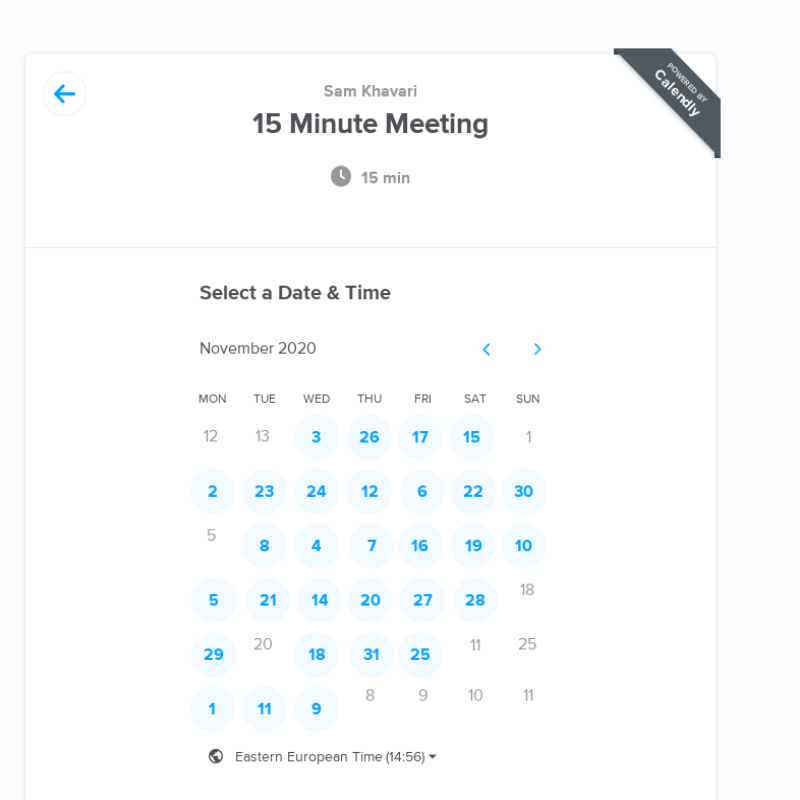 POWERED BY
Calendly
Sam Khavari
15 Minute Meeting
15 min
Select a Date & Time
November 2020
MON TUE WED THU FRI SAT SUN
12 13 3 26 17 15 1
2 23 24 12 6 22 30
5 8 4 7 16 19 10
5 21 14 20 27 28 18
29 20 18 31 25 11 25
1 11 9 8 9 10 11
Eastern European Time (14:56)